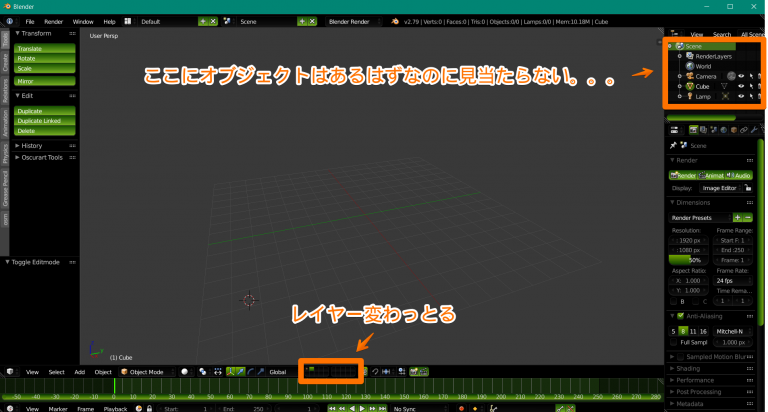 Blender
File Render Window Help
Default
Scene
Blender Render
v2.79 | Verts:0 | Faces:0 | Tris:0 | Objects:0/0 | Lamps:0/0 | Mem:10.18M | Cube
View Search All Scene
Tools
Create
Relations
Animation
Physics
Grease Pencil
Transform
Translate
Rotate
Scale
Mirror
Edit
Duplicate
Duplicate Linked
Delete
History
Oscurart Tools
Toggle Editmode
User Persp
ここにオブジェクトはあるはずなのに見当たらない。。。
レイヤー変わっとる
(1) Cube
Scene
RenderLayers
World
Camera
Cube
Lamp
Scene
Render
Render Animat Audio
Display: Image Editor
Dimensions
Render Presets
Resolution: Frame Range:
1920 px Start F: 1
1080 px End :250
50% Frame: 1
Aspect Ratio: Frame Rate:
X: 1.000 24 fps
Y: 1.000 Time Rema..
B C 1 1
Anti-Aliasing
5 8 11 16 Mitchell-N
Full Sampl 1.000 px
Sampled Motion Blur
Shading
Performance
Post Processing
Metadata
View Select Add Object Object Mode Global
-50 -40 -30 -20 -10 0 10 20 30 40 50 60 70 80 90 100 110 120 130 140 150 160 170 180 190 200 210 220 230 240 250 260 270 280
View Marker Frame Playback Start: 1 End: 250 1 No Sync